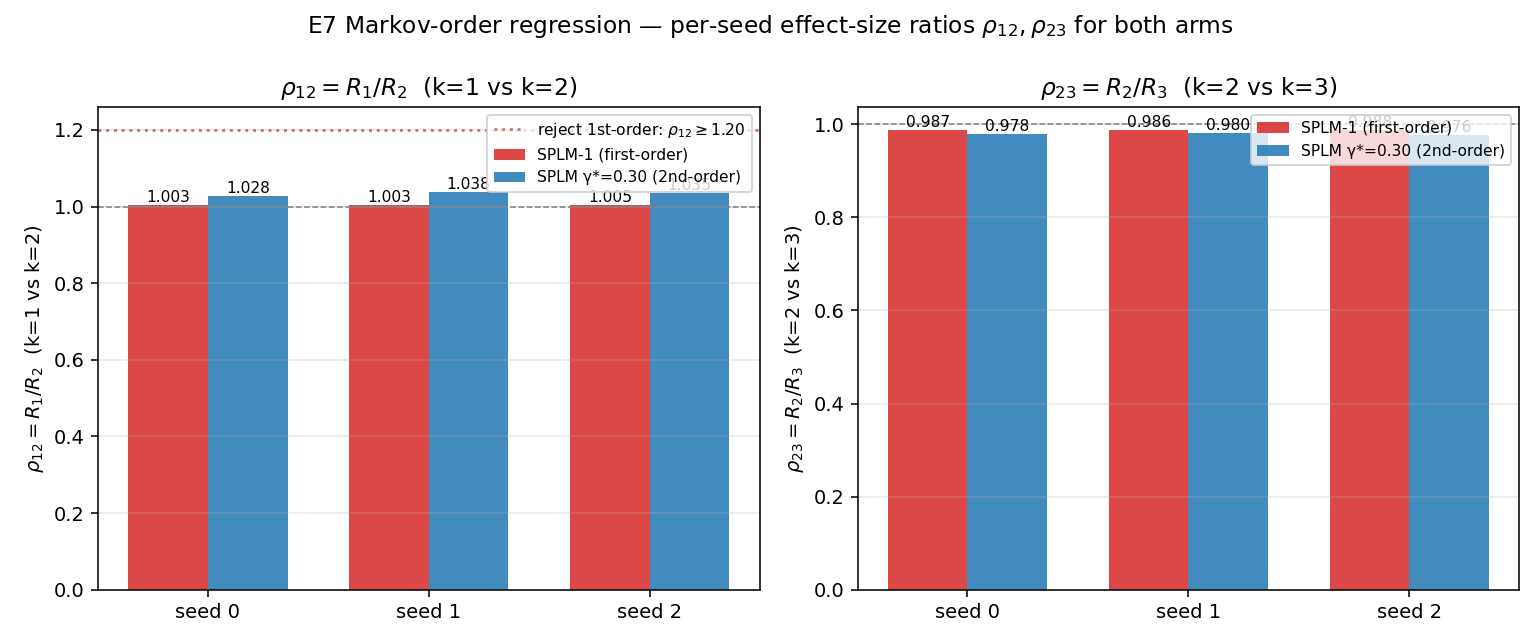 E7 Markov-order regression — per-seed effect-size ratios ρ₁₂, ρ₂₃ for both arms
ρ₁₂ = R₁/R₂ (k=1 vs k=2)
ρ₁₂ = R₁/R₂ (k=1 vs k=2)
1.2
1.0
0.8
0.6
0.4
0.2
0.0
reject 1st-order: ρ₁₂ ≥ 1.20
SPLM-1 (first-order)
SPLM γ*=0.30 (2nd-order)
1.003
1.028
1.003
1.038
1.005
1.035
seed 0
seed 1
seed 2
ρ₂₃ = R₂/R₃ (k=2 vs k=3)
ρ₂₃ = R₂/R₃ (k=2 vs k=3)
1.0
0.8
0.6
0.4
0.2
0.0
SPLM-1 (first-order)
SPLM γ*=0.30 (2nd-order)
0.987
0.978
0.986
0.980
0.988
0.976
seed 0
seed 1
seed 2